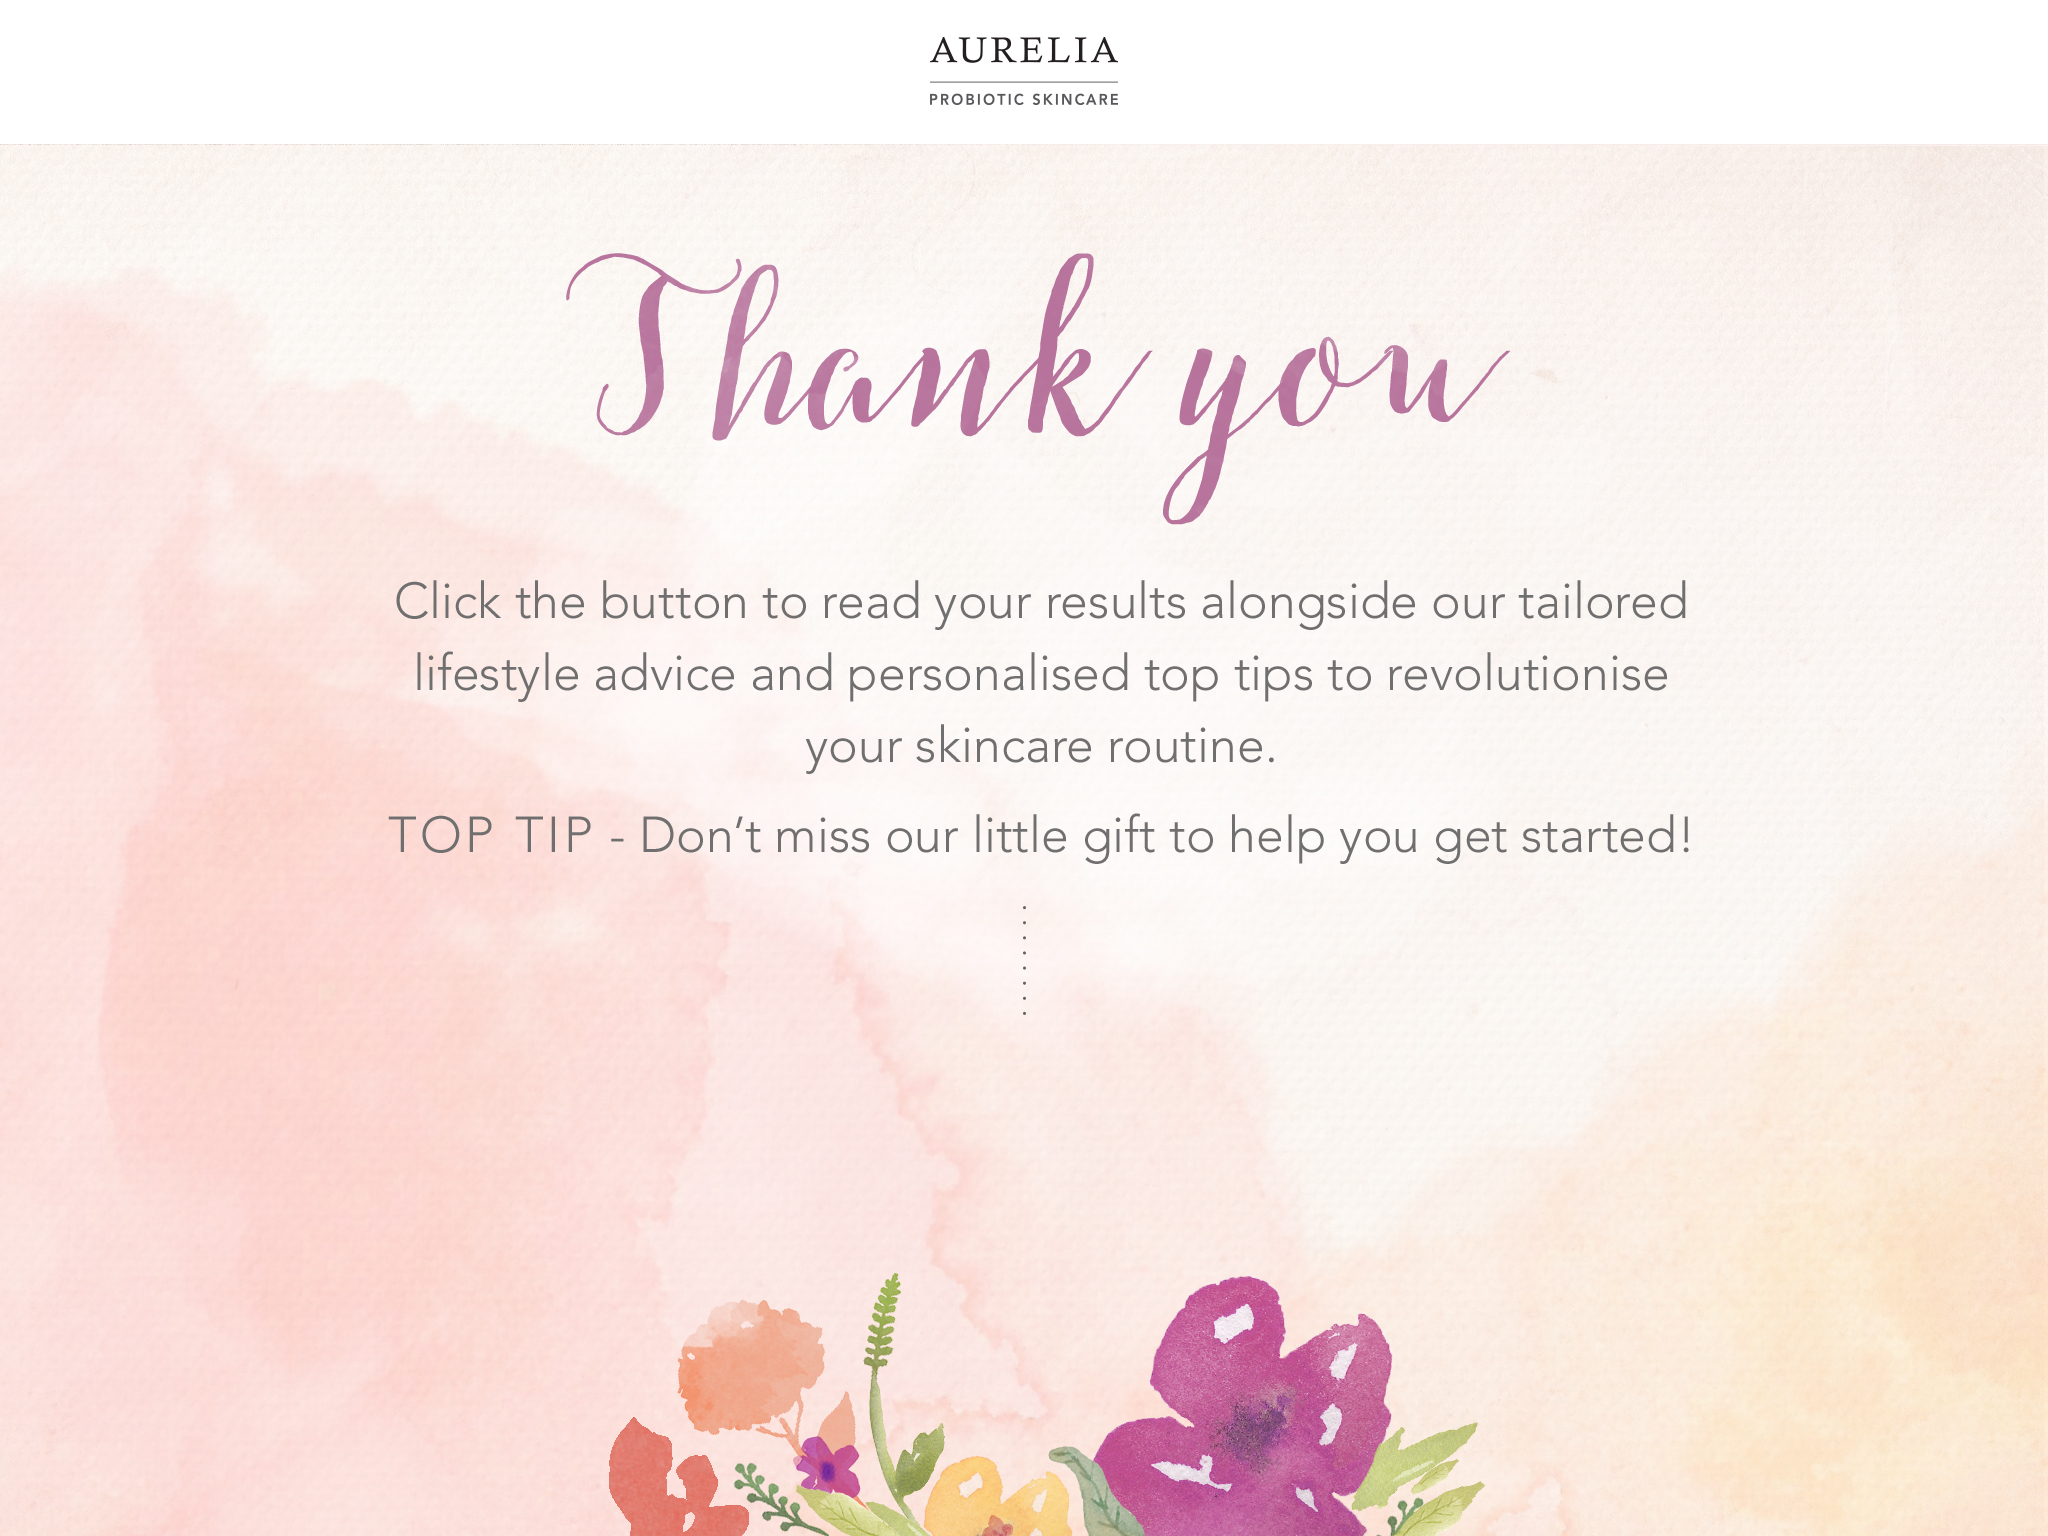 AURELIA
PROBIOTIC SKINCARE
Thank you
Click the button to read your results alongside our tailored
lifestyle advice and personalised top tips to revolutionise
your skincare routine.
TOP TIP - Don’t miss our little gift to help you get started!